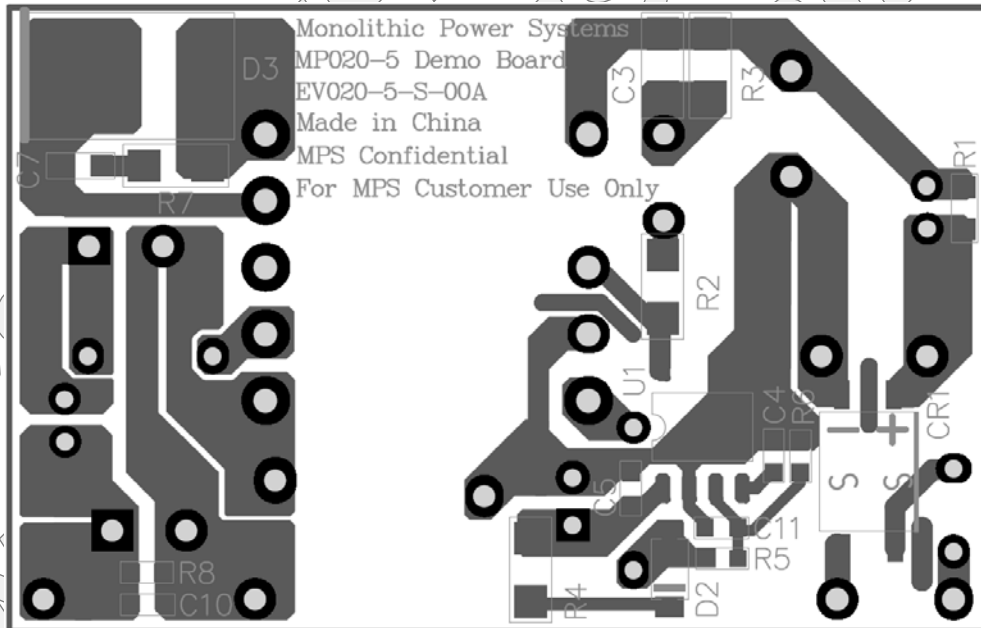 Monolithic Power Systems
MP020-5 Demo Board
EV020-5-S-00A
Made in China
MPS Confidential
For MPS Customer Use Only
D3
C7
R7
C3
R3
R1
R2
U1
C4
R6
CR1
- +
S S
C5
C11
R5
R8
C10
R4
D2